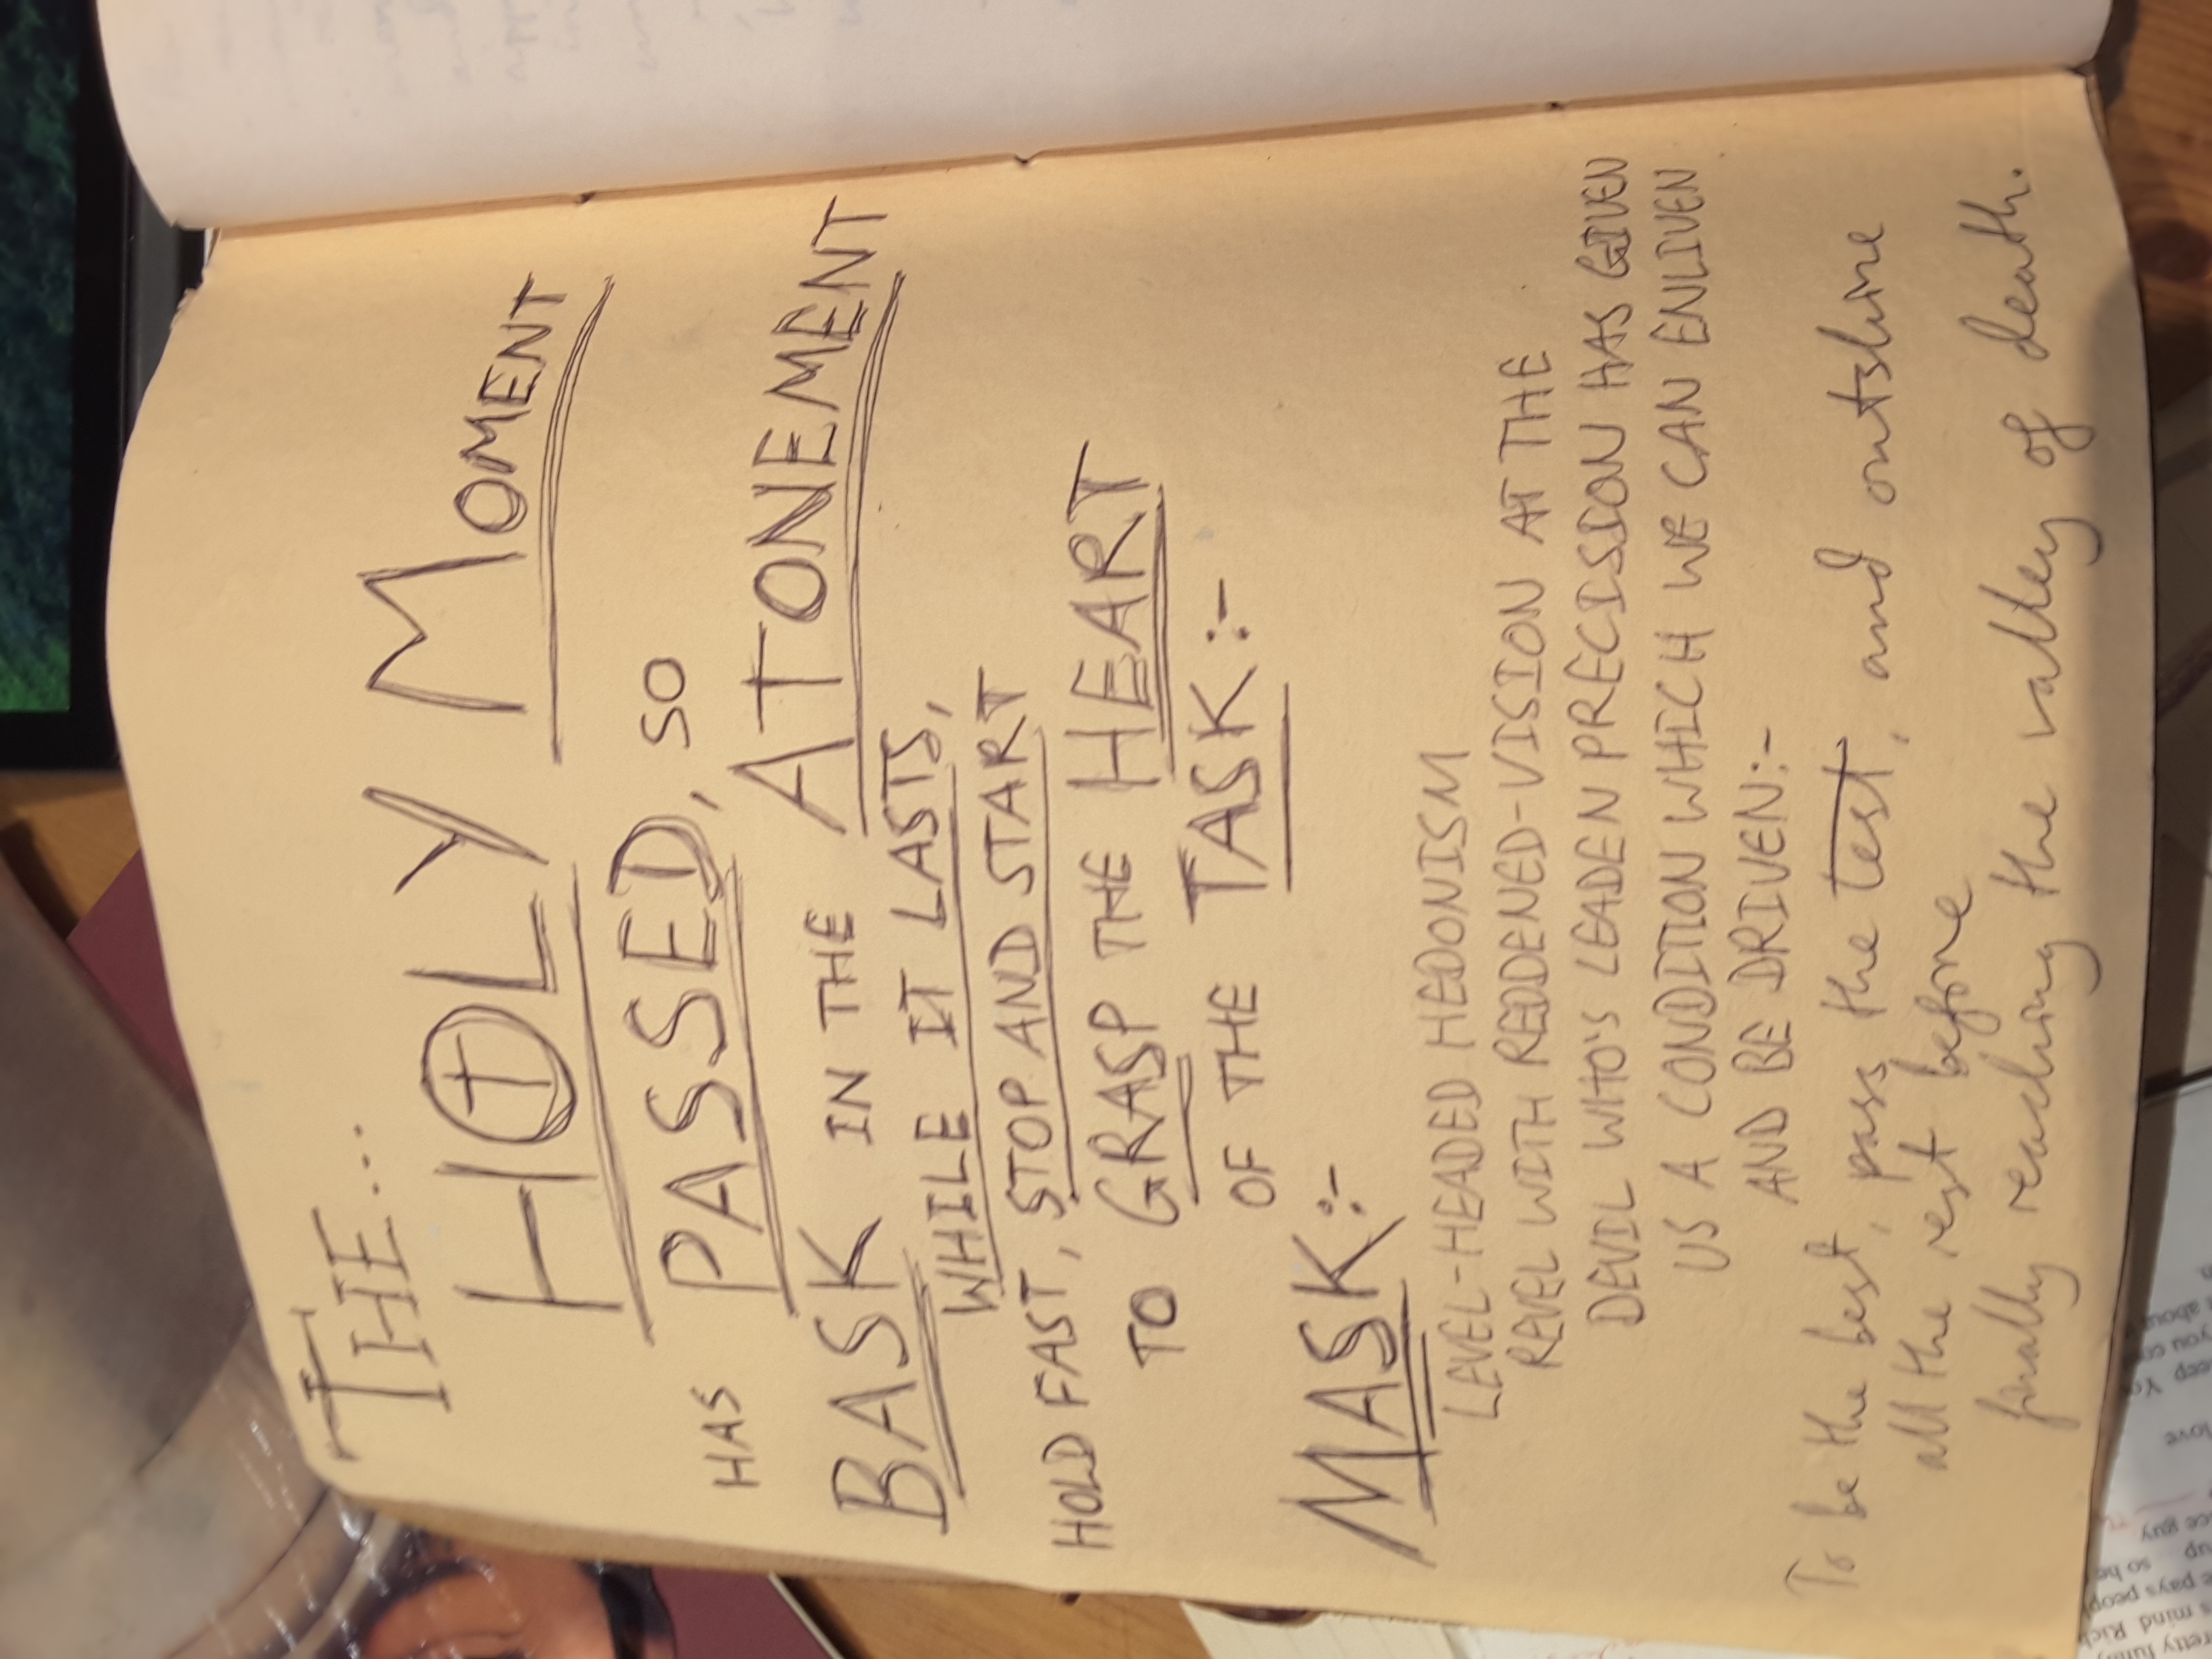 THE...
HOLY MOMENT
HAS PASSED, SO
BASK IN THE ATONEMENT
WHILE IT LASTS,
HOLD FAST, STOP AND START
TO GRASP THE HEART
OF THE TASK:-
MASK:-
LEVEL-HEADED HEDONISM
REVEL WITH REDDENED-VISION AT THE
DEVIL WHO'S LEADEN PRECISION HAS GIVEN
US A CONDITION WHICH WE CAN ENLIVEN
AND BE DRIVEN:-
To be the best, pass the test, and outshine
all the rest before
finally reaching the valley of death.